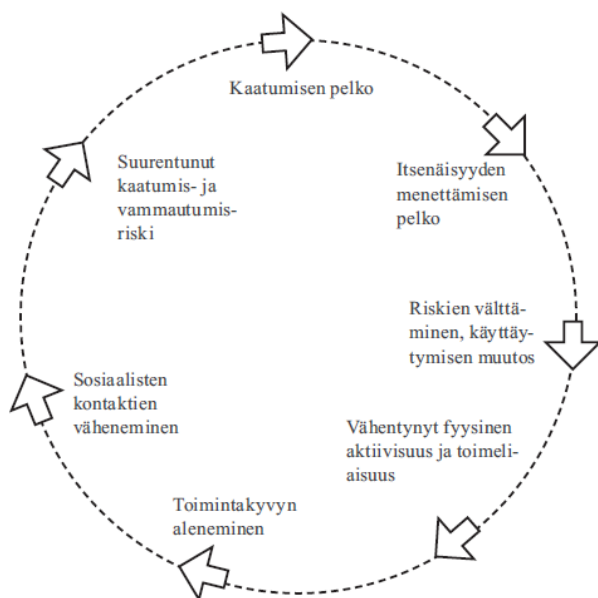 Kaatumisen pelko
Itsenäisyyden
menettämisen
pelko
Riskien välttä-
minen, käyttäy-
tymisen muutos
Vähentynyt fyysinen
aktiivisuus ja toimeli-
aisuus
Toimintakyvyn
aleneminen
Sosiaalisten
kontaktien
väheneminen
Suurentunut
kaatumis- ja
vammautumis-
riski